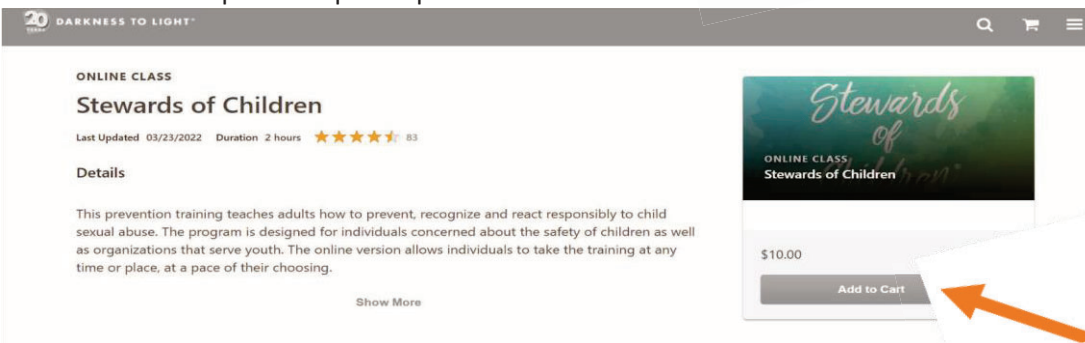 20 DARKNESS TO LIGHT
ONLINE CLASS
Stewards of Children
Last Updated 03/23/2022 Duration 2 hours 83
Details
This prevention training teaches adults how to prevent, recognize and react responsibly to child
sexual abuse. The program is designed for individuals concerned about the safety of children as well
as organizations that serve youth. The online version allows individuals to take the training at any
time or place, at a pace of their choosing.
Show More
Stewards
of
Children
ONLINE CLASS
Stewards of Children
$10.00
Add to Cart